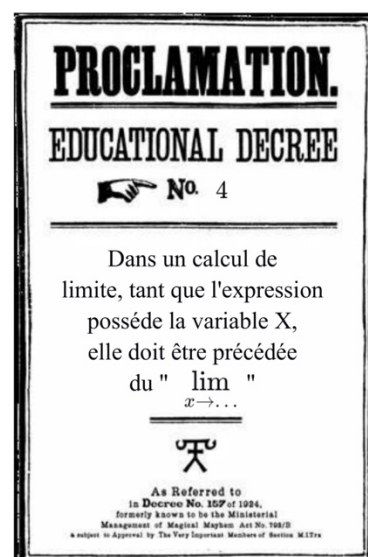 PROCLAMATION.
EDUCATIONAL DECREE
No. 4
Dans un calcul de
limite, tant que l'expression
posséde la variable X,
elle doit être précédée
du " lim "
x→...
As Referred to
in Decree No. 157 of 1924,
formerly known to be the Ministerial
Management of Magical Mayhem Act No. 792/B
& subject to Approval by The Very Important Members of Section M.I.Trx